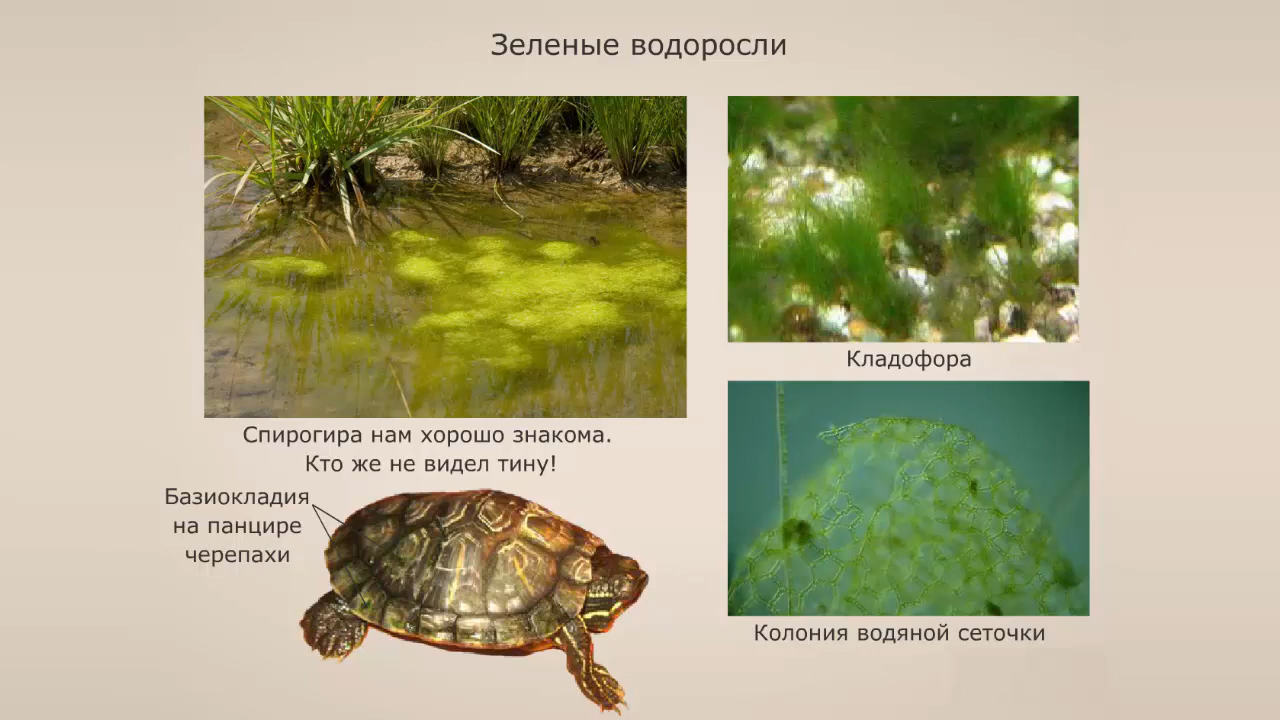 Зеленые водоросли
Спирогира нам хорошо знакома.
Кто же не видел тину!
Кладофора
Базиокладия
на панцире
черепахи
Колония водяной сеточки